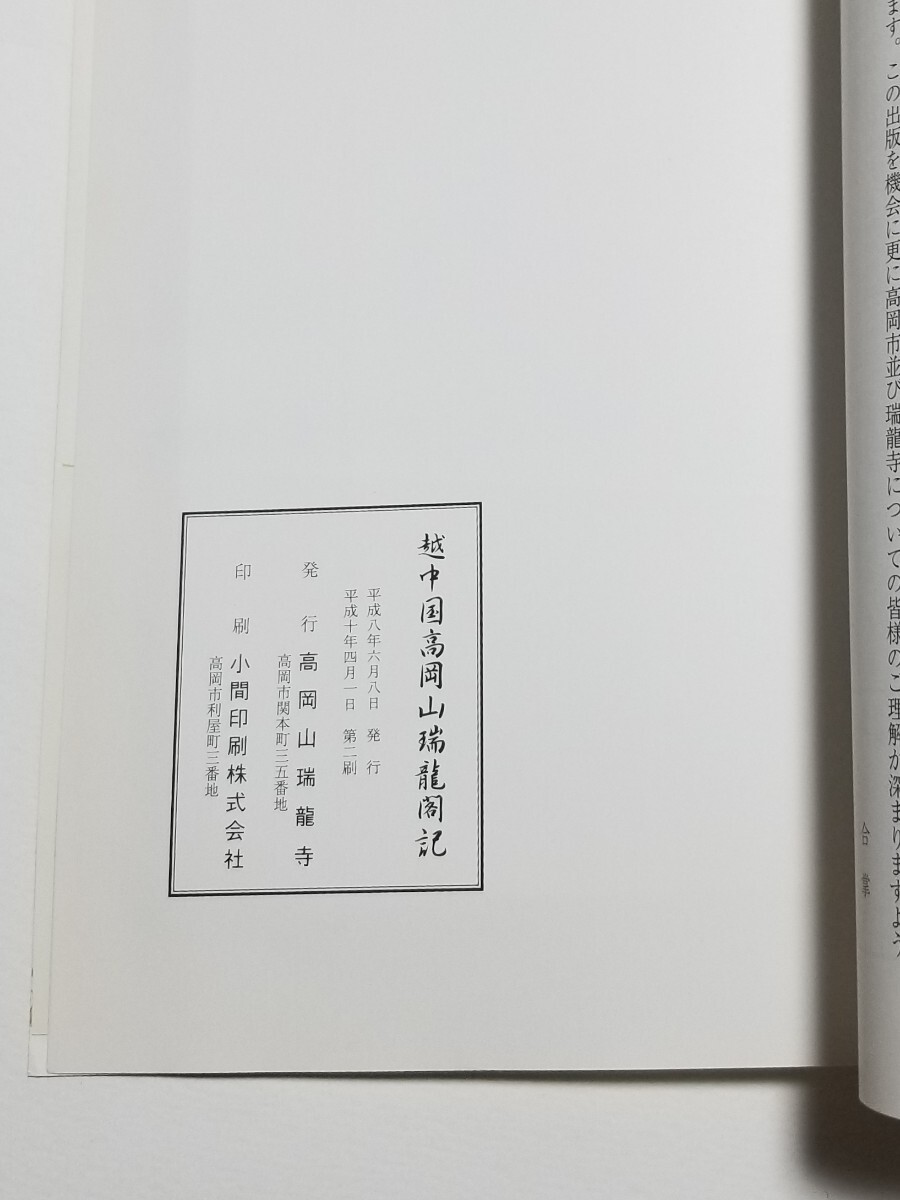 ます。この出版を機会に更に高岡市並び瑞龍寺についての皆様のご理解が深まりますよう、
合掌
越中国高岡山瑞龍閣記
平成八年六月八日 発行
平成十年四月一日 第二刷
発行 高岡山瑞龍寺
高岡市関本町三五番地
印刷 小間印刷株式会社
高岡市利屋町三番地